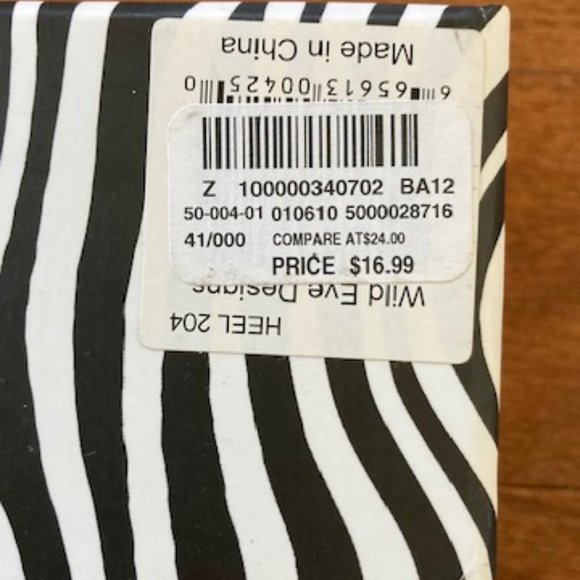 Made in China
6 65613 00425 0
Z 100000340702 BA12
50-004-01 010610 5000028716
41/000 COMPARE AT$24.00
PRICE $16.99
Wild Eye Designs
HEEL 204